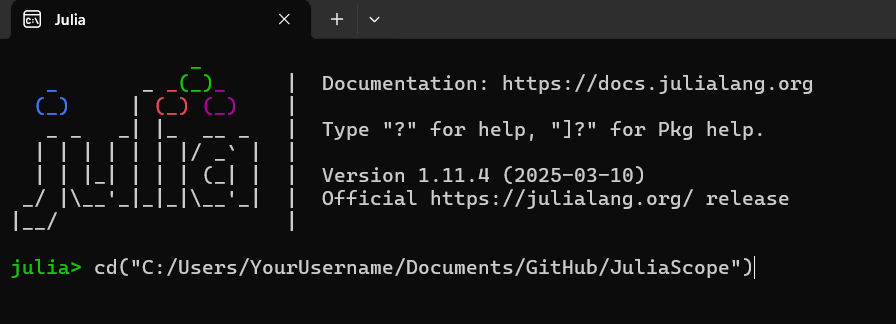 Julia
Documentation: https://docs.julialang.org
Type "?" for help, "]?" for Pkg help.
Version 1.11.4 (2025-03-10)
Official https://julialang.org/ release
julia> cd("C:/Users/YourUsername/Documents/GitHub/JuliaScope")